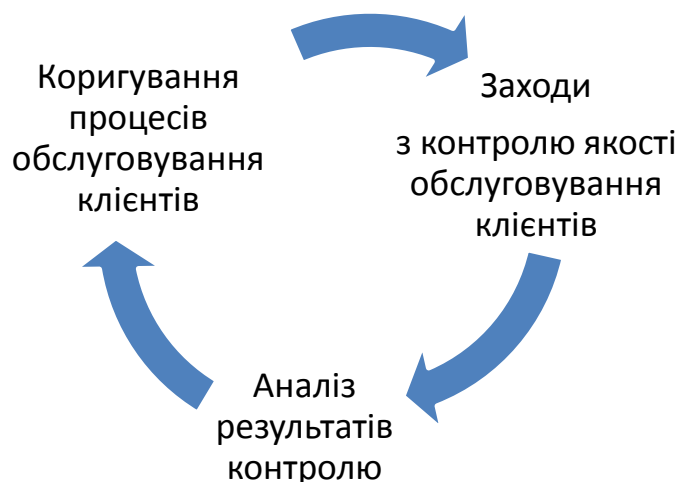 Коригування
процесів
обслуговування
клієнтів
Заходи
з контролю якості
обслуговування
клієнтів
Аналіз
результатів
контролю